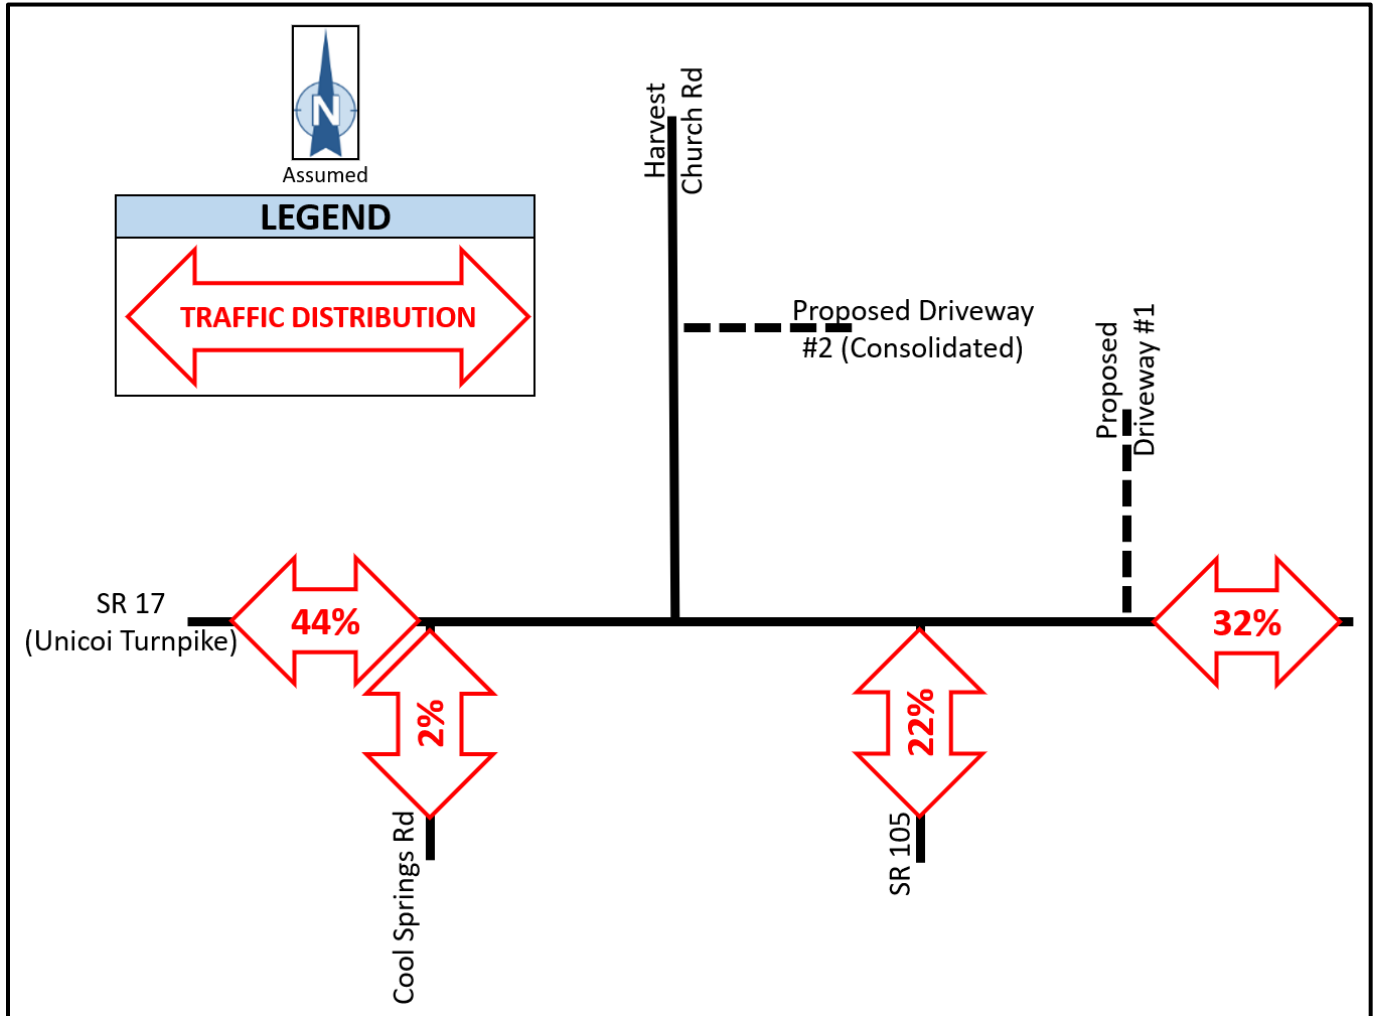 N
Assumed
LEGEND
TRAFFIC DISTRIBUTION
Harvest
Church Rd
Proposed Driveway
#2 (Consolidated)
Proposed
Driveway #1
SR 17
(Unicoi Turnpike)
44%
32%
2%
22%
Cool Springs Rd
SR 105